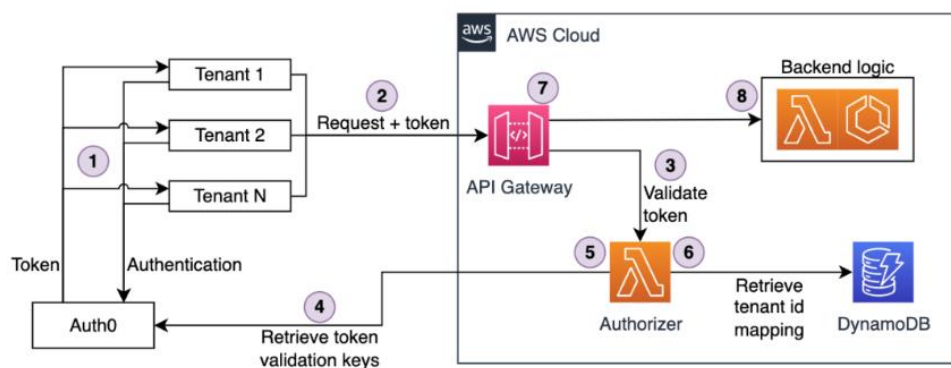 aws
AWS Cloud
Tenant 1
Backend logic
2
7
8
Request + token
Tenant 2
1
3
API Gateway
Validate
token
Tenant N
Token
Authentication
5
6
4
Retrieve
tenant id
mapping
Auth0
Retrieve token
validation keys
Authorizer
DynamoDB